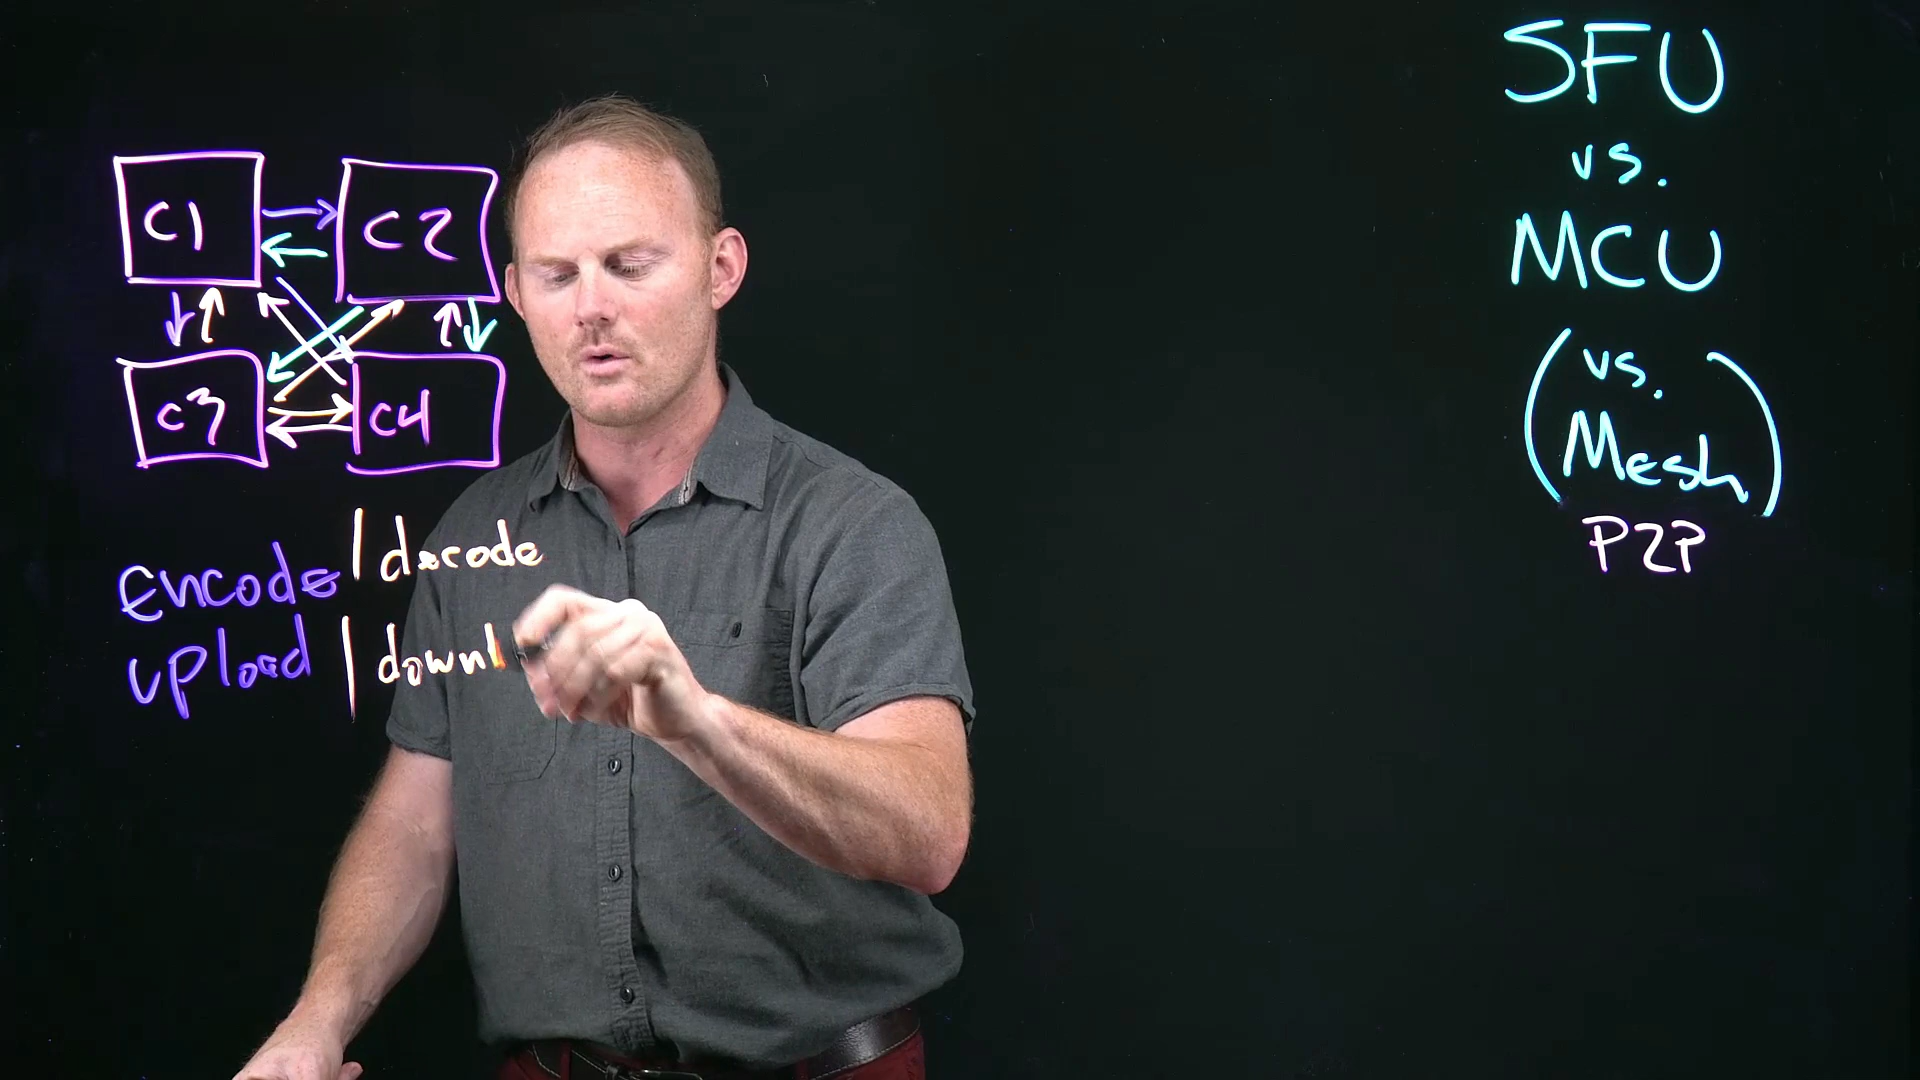 C1
C2
C3
C4
Encode / decode
upload / downl
SFU
vs.
MCU
(vs.
Mesh)
P2P